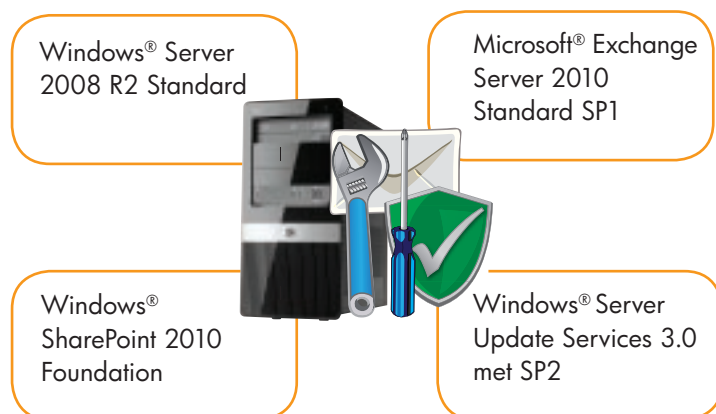 Windows® Server
2008 R2 Standard
Microsoft® Exchange
Server 2010
Standard SP1
Windows®
SharePoint 2010
Foundation
Windows® Server
Update Services 3.0
met SP2